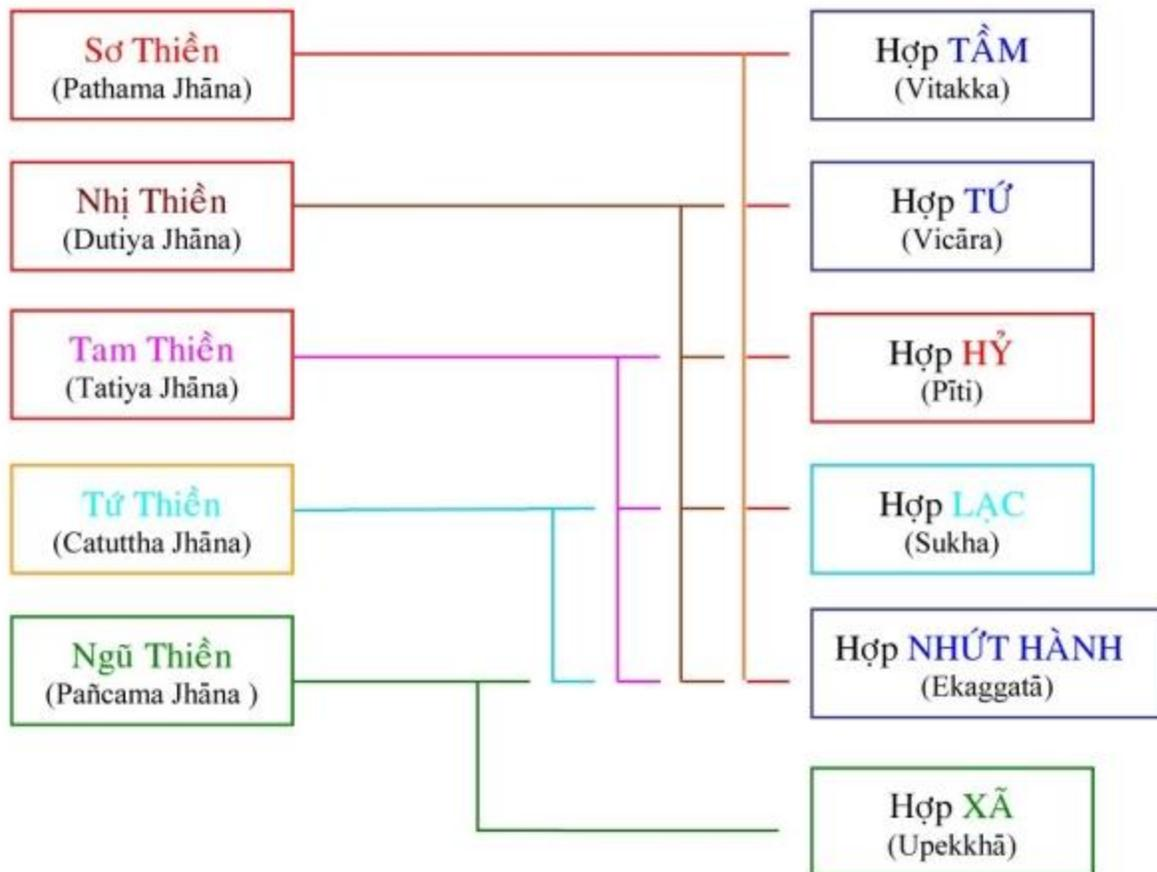 Sơ Thiền
(Pathama Jhāna)
Hợp TẦM
(Vitakka)
Nhị Thiền
(Dutiya Jhāna)
Hợp TỨ
(Vicāra)
Tam Thiền
(Tatiya Jhāna)
Hợp HỶ
(Pīti)
Tứ Thiền
(Catuttha Jhāna)
Hợp LẠC
(Sukha)
Ngũ Thiền
(Pañcama Jhāna )
Hợp NHỨT HÀNH
(Ekaggatā)
Hợp XÃ
(Upekkhā)